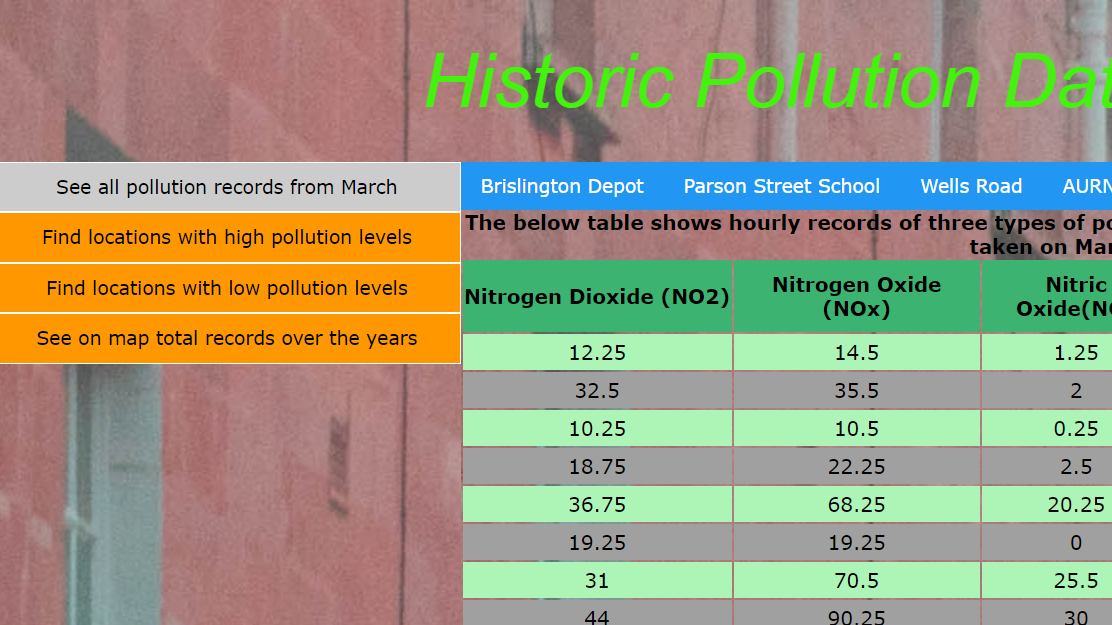 Historic Pollution
See all pollution records from March
Find locations with high pollution levels
Find locations with low pollution levels
See on map total records over the years
Brislington Depot Parson Street School Wells Road AURN
The below table shows hourly records of three types of
taken on
Nitrogen Dioxide (NO2) Nitrogen Oxide (NOx) Nitric
12.25 14.5 1.25
32.5 35.5 2
10.25 10.5 0.25
18.75 22.25 2.5
36.75 68.25 20.25
19.25 19.25 0
31 70.5 25.5
44 90.25 30